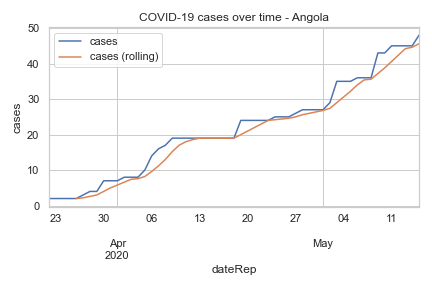 COVID-19 cases over time - Angola
cases
cases (rolling)
50
40
30
20
10
0
cases
23 30 06 13 20 27 04 11
Apr May
2020
dateRep